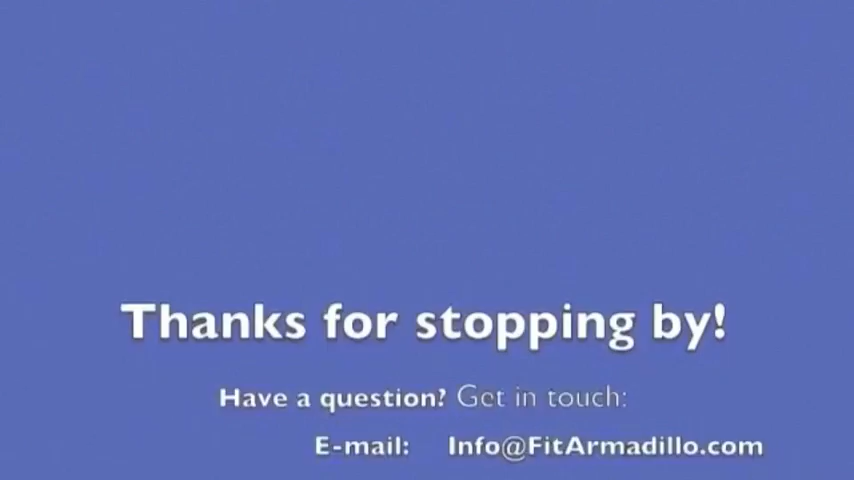 Thanks for stopping by!
Have a question? Get in touch:
E-mail: Info@FitArmadillo.com